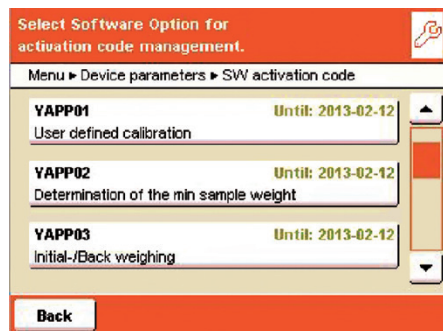 Select Software Option for
activation code management.
Menu ▸ Device parameters ▸ SW activation code
YAPP01 Until: 2013-02-12
User defined calibration
YAPP02 Until: 2013-02-12
Determination of the min sample weight
YAPP03 Until: 2013-02-12
Initial-/Back weighing
Back